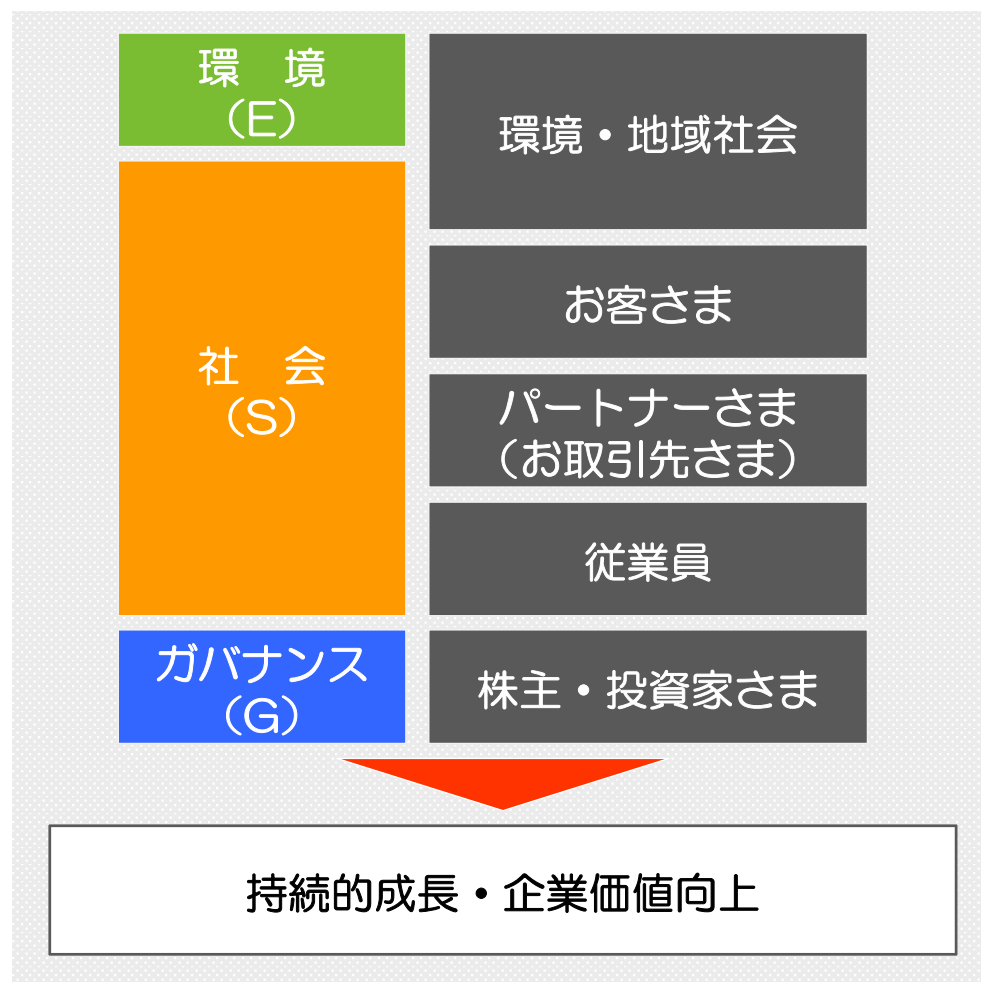 環　境
（E）
環境・地域社会
社　会
（S）
お客さま
パートナーさま
（お取引先さま）
従業員
ガバナンス
（G）
株主・投資家さま
持続的成長・企業価値向上